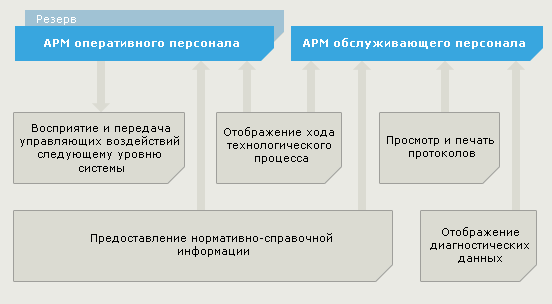 Резерв
АРМ оперативного персонала
АРМ обслуживающего персонала
Восприятие и передача
управляющих воздействий
следующему уровню
системы
Отображение хода
технологического
процесса
Просмотр и печать
протоколов
Предоставление нормативно-справочной
информации
Отображение
диагностических
данных